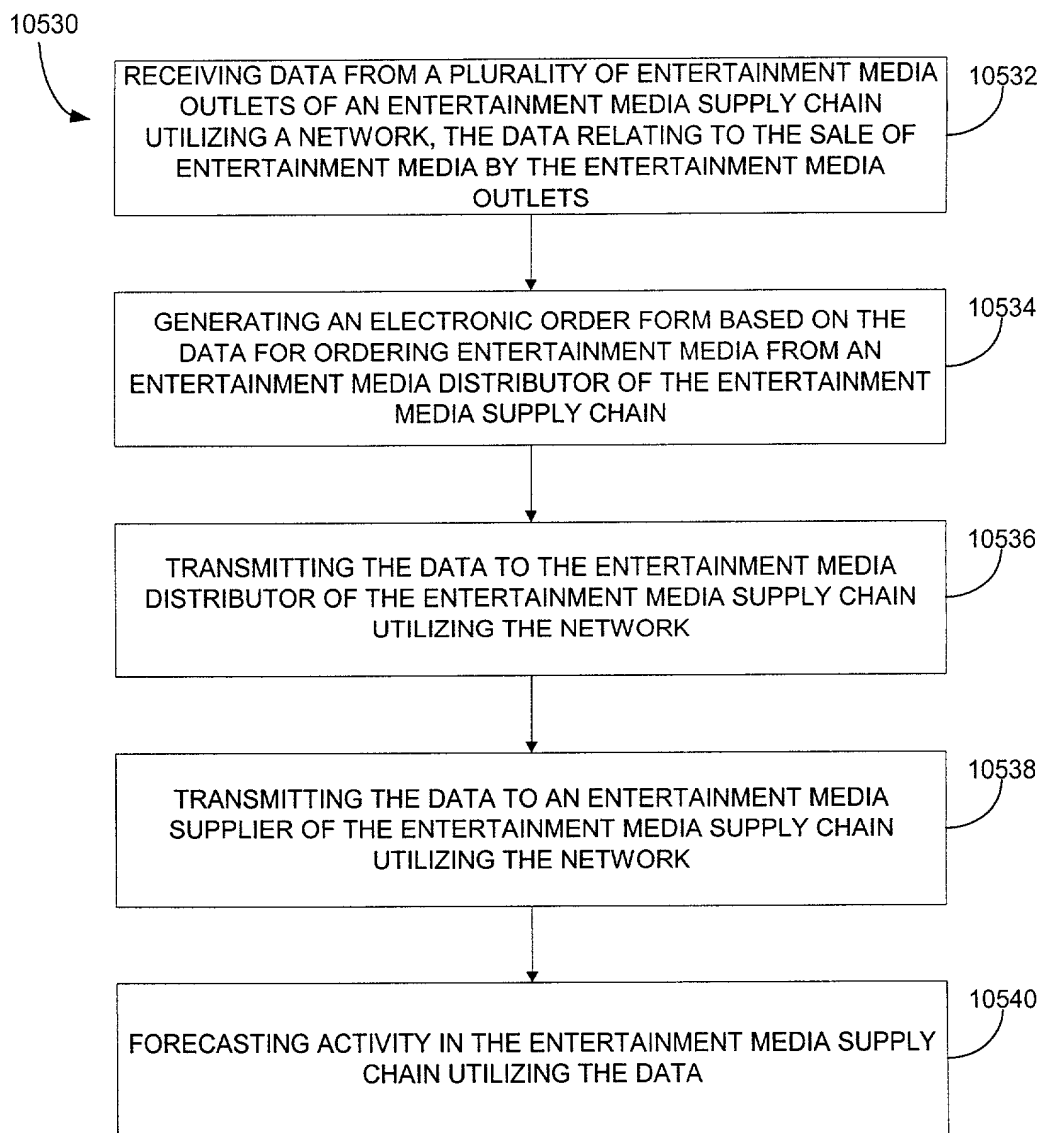 10530
RECEIVING DATA FROM A PLURALITY OF ENTERTAINMENT MEDIA
OUTLETS OF AN ENTERTAINMENT MEDIA SUPPLY CHAIN
UTILIZING A NETWORK, THE DATA RELATING TO THE SALE OF
ENTERTAINMENT MEDIA BY THE ENTERTAINMENT MEDIA
OUTLETS
10532
GENERATING AN ELECTRONIC ORDER FORM BASED ON THE
DATA FOR ORDERING ENTERTAINMENT MEDIA FROM AN
ENTERTAINMENT MEDIA DISTRIBUTOR OF THE ENTERTAINMENT
MEDIA SUPPLY CHAIN
10534
TRANSMITTING THE DATA TO THE ENTERTAINMENT MEDIA
DISTRIBUTOR OF THE ENTERTAINMENT MEDIA SUPPLY CHAIN
UTILIZING THE NETWORK
10536
TRANSMITTING THE DATA TO AN ENTERTAINMENT MEDIA
SUPPLIER OF THE ENTERTAINMENT MEDIA SUPPLY CHAIN
UTILIZING THE NETWORK
10538
FORECASTING ACTIVITY IN THE ENTERTAINMENT MEDIA SUPPLY
CHAIN UTILIZING THE DATA
10540